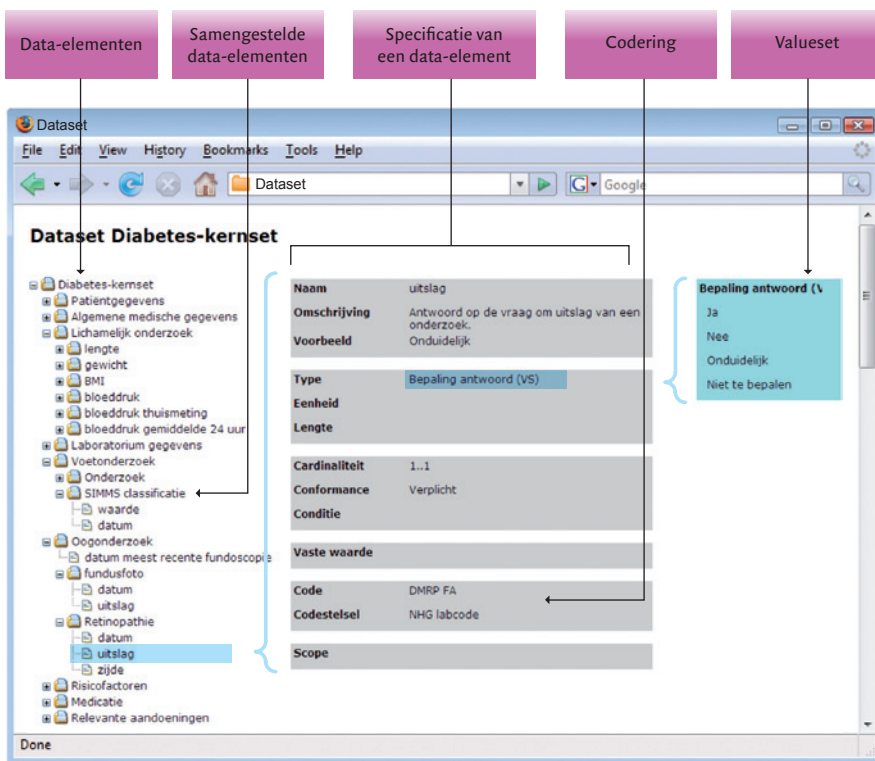 Data-elementen
Samengestelde
data-elementen
Specificatie van
een data-element
Codering
Valueset
Dataset
File Edit View History Bookmarks Tools Help
Dataset
G Google
Dataset Diabetes-kernset
Diabetes-kernset
Patiëntgegevens
Algemene medische gegevens
Lichamelijk onderzoek
lengte
gewicht
BMI
bloeddruk
bloeddruk thuismeting
bloeddruk gemiddelde 24 uur
Laboratorium gegevens
Voetonderzoek
Onderzoek
SIMMS classificatie
waarde
datum
Oogonderzoek
datum meest recente fundoscopie
fundusfoto
datum
uitslag
Retinopathie
datum
uitslag
zijde
Risicofactoren
Medicatie
Relevante aandoeningen
Naam uitslag
Omschrijving Antwoord op de vraag om uitslag van een
onderzoek.
Voorbeeld Onduidelijk
Type Bepaling antwoord (VS)
Eenheid
Lengte
Cardinaliteit 1..1
Conformance Verplicht
Conditie
Vaste waarde
Code DMRP FA
Codestelsel NHG labcode
Scope
Bepaling antwoord (V
Ja
Nee
Onduidelijk
Niet te bepalen
Done